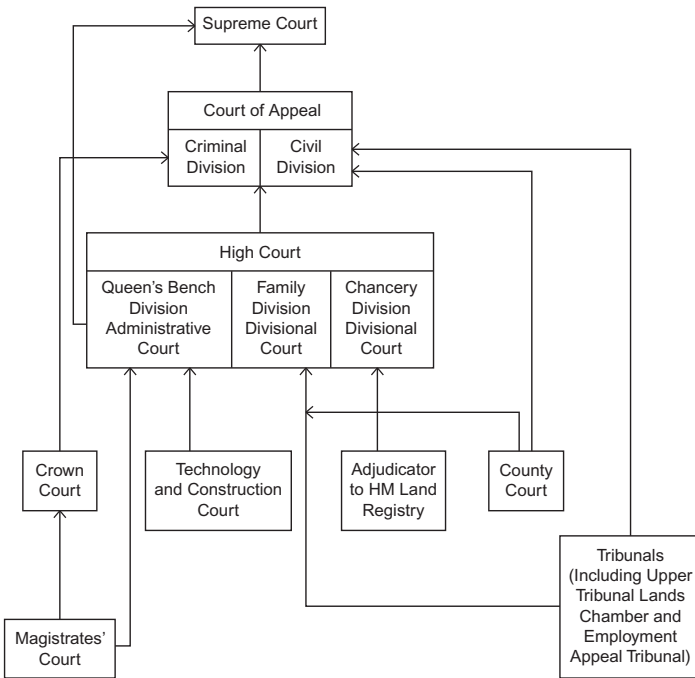 Supreme Court
Court of Appeal
Criminal
Division
Civil
Division
High Court
Queen’s Bench
Division
Administrative
Court
Family
Division
Divisional
Court
Chancery
Division
Divisional
Court
Crown
Court
Technology
and Construction
Court
Adjudicator
to HM Land
Registry
County
Court
Magistrates’
Court
Tribunals
(Including Upper
Tribunal Lands
Chamber and
Employment
Appeal Tribunal)